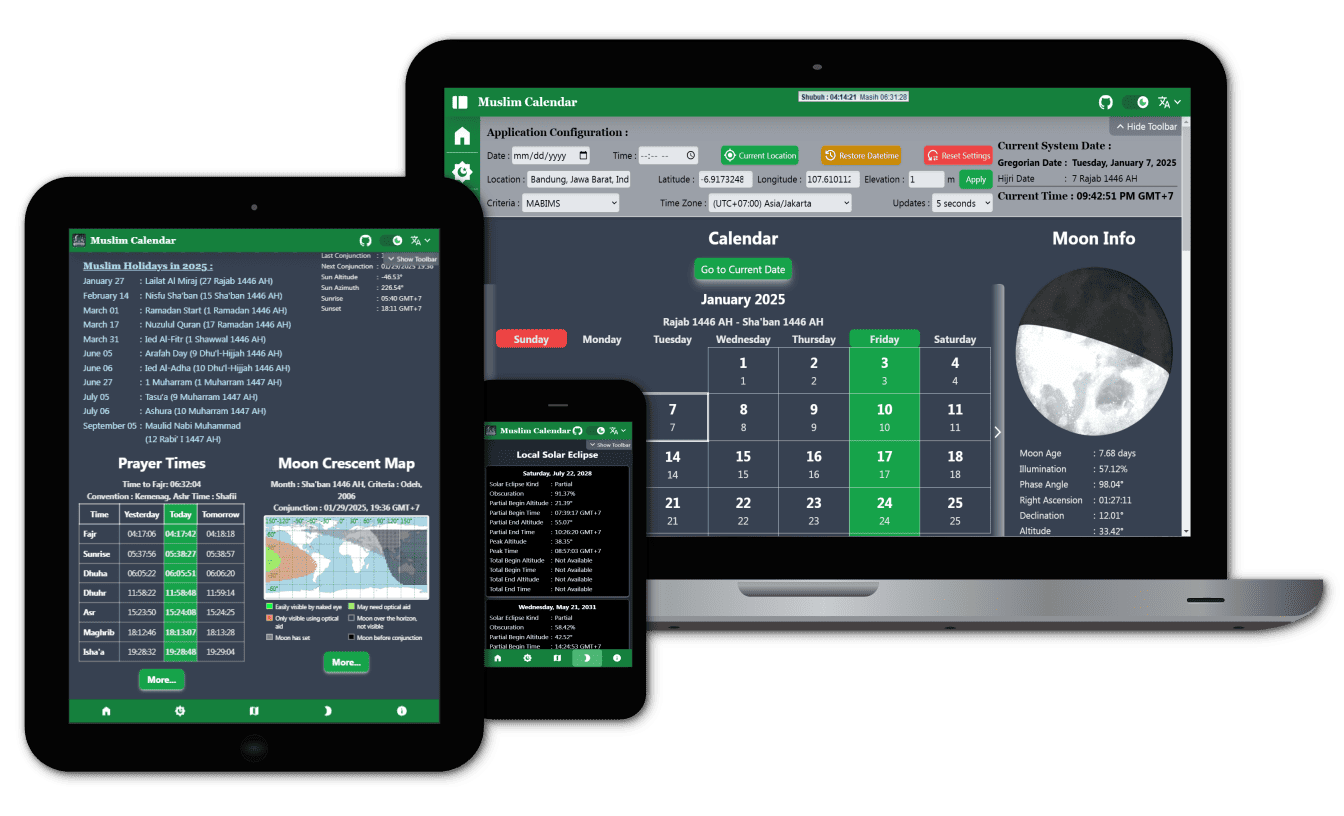 Muslim Calendar
Shubuh : 04:14:21 Masih 06:31:28
Hide Toolbar
Application Configuration :
Date : mm/dd/yyyy
Time : --:-- --
Current Location
Restore Datetime
Reset Settings
Location : Bandung, Jawa Barat, Ind
Latitude : -6.9173248
Longitude : 107.610112
Elevation : 1 m
Apply
Criteria : MABIMS
Time Zone : (UTC+07:00) Asia/Jakarta
Updates : 5 seconds
Current System Date :
Gregorian Date : Tuesday, January 7, 2025
Hijri Date : 7 Rajab 1446 AH
Current Time : 09:42:51 PM GMT+7
Calendar
Go to Current Date
January 2025
Rajab 1446 AH - Sha'ban 1446 AH
Sunday Monday Tuesday Wednesday Thursday Friday Saturday
1 2 3 4
1 2 3 4
7 8 9 10 11
7 8 9 10 11
14 15 16 17 18
14 15 16 17 18
21 22 23 24 25
21 22 23 24 25
Moon Info
Moon Age : 7.68 days
Illumination : 57.12%
Phase Angle : 98.04°
Right Ascension : 01:27:11
Declination : 12.01°
Altitude : 33.42°
Muslim Calendar
Show Toolbar
Muslim Holidays in 2025 :
January 27 : Lailat Al Miraj (27 Rajab 1446 AH)
February 14 : Nisfu Sha'ban (15 Sha'ban 1446 AH)
March 01 : Ramadan Start (1 Ramadan 1446 AH)
March 17 : Nuzulul Quran (17 Ramadan 1446 AH)
March 31 : Ied Al-Fitr (1 Shawwal 1446 AH)
June 05 : Arafah Day (9 Dhu'l-Hijjah 1446 AH)
June 06 : Ied Al-Adha (10 Dhu'l-Hijjah 1446 AH)
June 27 : 1 Muharram (1 Muharram 1447 AH)
July 05 : Tasu'a (9 Muharram 1447 AH)
July 06 : Ashura (10 Muharram 1447 AH)
September 05 : Maulid Nabi Muhammad
(12 Rabi' I 1447 AH)
Last Conjunction :
Next Conjunction : 01/29/2025 19:36
Sun Altitude : -46.53°
Sun Azimuth : 226.54°
Sunrise : 05:40 GMT+7
Sunset : 18:11 GMT+7
Prayer Times
Time to Fajr: 06:32:04
Convention : Kemenag, Ashr Time : Shafii
Time Yesterday Today Tomorrow
Fajr 04:17:06 04:17:42 04:18:18
Sunrise 05:37:56 05:38:27 05:38:57
Dhuha 06:05:22 06:05:51 06:06:20
Dhuhr 11:58:22 11:58:48 11:59:14
Asr 15:23:50 15:24:08 15:24:25
Maghrib 18:12:46 18:13:07 18:13:28
Isha'a 19:28:32 19:28:48 19:29:04
More...
Moon Crescent Map
Month : Sha'ban 1446 AH, Criteria : Odeh,
2006
Conjunction : 01/29/2025, 19:36 GMT+7
Easily visible by naked eye
May need optical aid
Only visible using optical
aid
Moon over the horizon,
not visible
Moon has set
Moon before conjunction
More...
Muslim Calendar
Show Toolbar
Local Solar Eclipse
Saturday, July 22, 2028
Solar Eclipse Kind : Partial
Obscuration : 91.37%
Partial Begin Altitude : 21.39°
Partial Begin Time : 07:39:17 GMT+7
Partial End Altitude : 55.07°
Partial End Time : 10:26:20 GMT+7
Peak Altitude : 38.35°
Peak Time : 08:57:03 GMT+7
Total Begin Altitude : Not Available
Total Begin Time : Not Available
Total End Altitude : Not Available
Total End Time : Not Available
Wednesday, May 21, 2031
Solar Eclipse Kind : Partial
Obscuration : 58.42%
Partial Begin Altitude : 42.52°
Partial Begin Time : 14:24:53 GMT+7